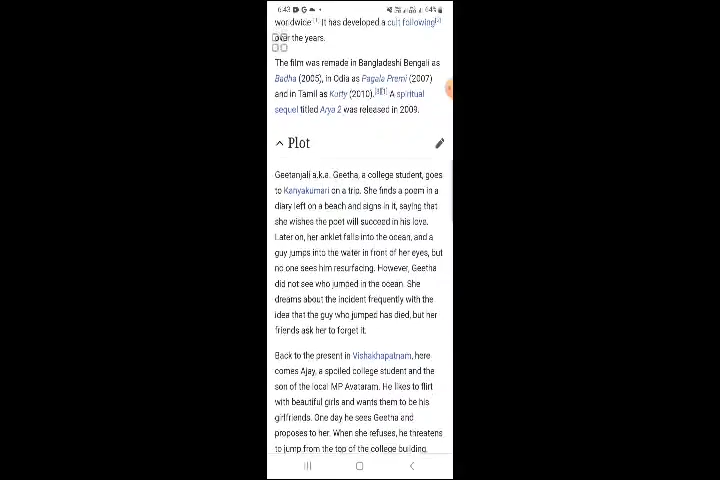 6:43 64%
worldwide.[1] It has developed a cult following[2]
over the years.
The film was remade in Bangladeshi Bengali as
Badha (2005), in Odia as Pagala Premi (2007)
and in Tamil as Kutty (2010).[3][1] A spiritual
sequel titled Arya 2 was released in 2009.
Plot
Geetanjali a.k.a. Geetha, a college student, goes
to Kanyakumari on a trip. She finds a poem in a
diary left on a beach and signs in it, saying that
she wishes the poet will succeed in his love.
Later on, her anklet falls into the ocean, and a
guy jumps into the water in front of her eyes, but
no one sees him resurfacing. However, Geetha
did not see who jumped in the ocean. She
dreams about the incident frequently with the
idea that the guy who jumped has died, but her
friends ask her to forget it.
Back to the present in Vishakhapatnam, here
comes Ajay, a spoiled college student and the
son of the local MP Avataram. He likes to flirt
with beautiful girls and wants them to be his
girlfriends. One day he sees Geetha and
proposes to her. When she refuses, he threatens
to jump from the top of the college building.